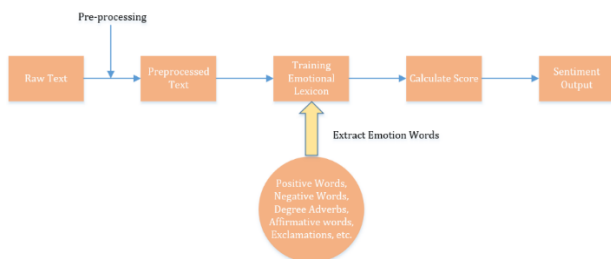 Pre-processing
Raw Text
Preprocessed
Text
Training
Emotional
Lexicon
Calculate Score
Sentiment
Output
Extract Emotion Words
Positive Words,
Negative Words,
Degree Adverbs,
Affirmative words,
Exclamations, etc.